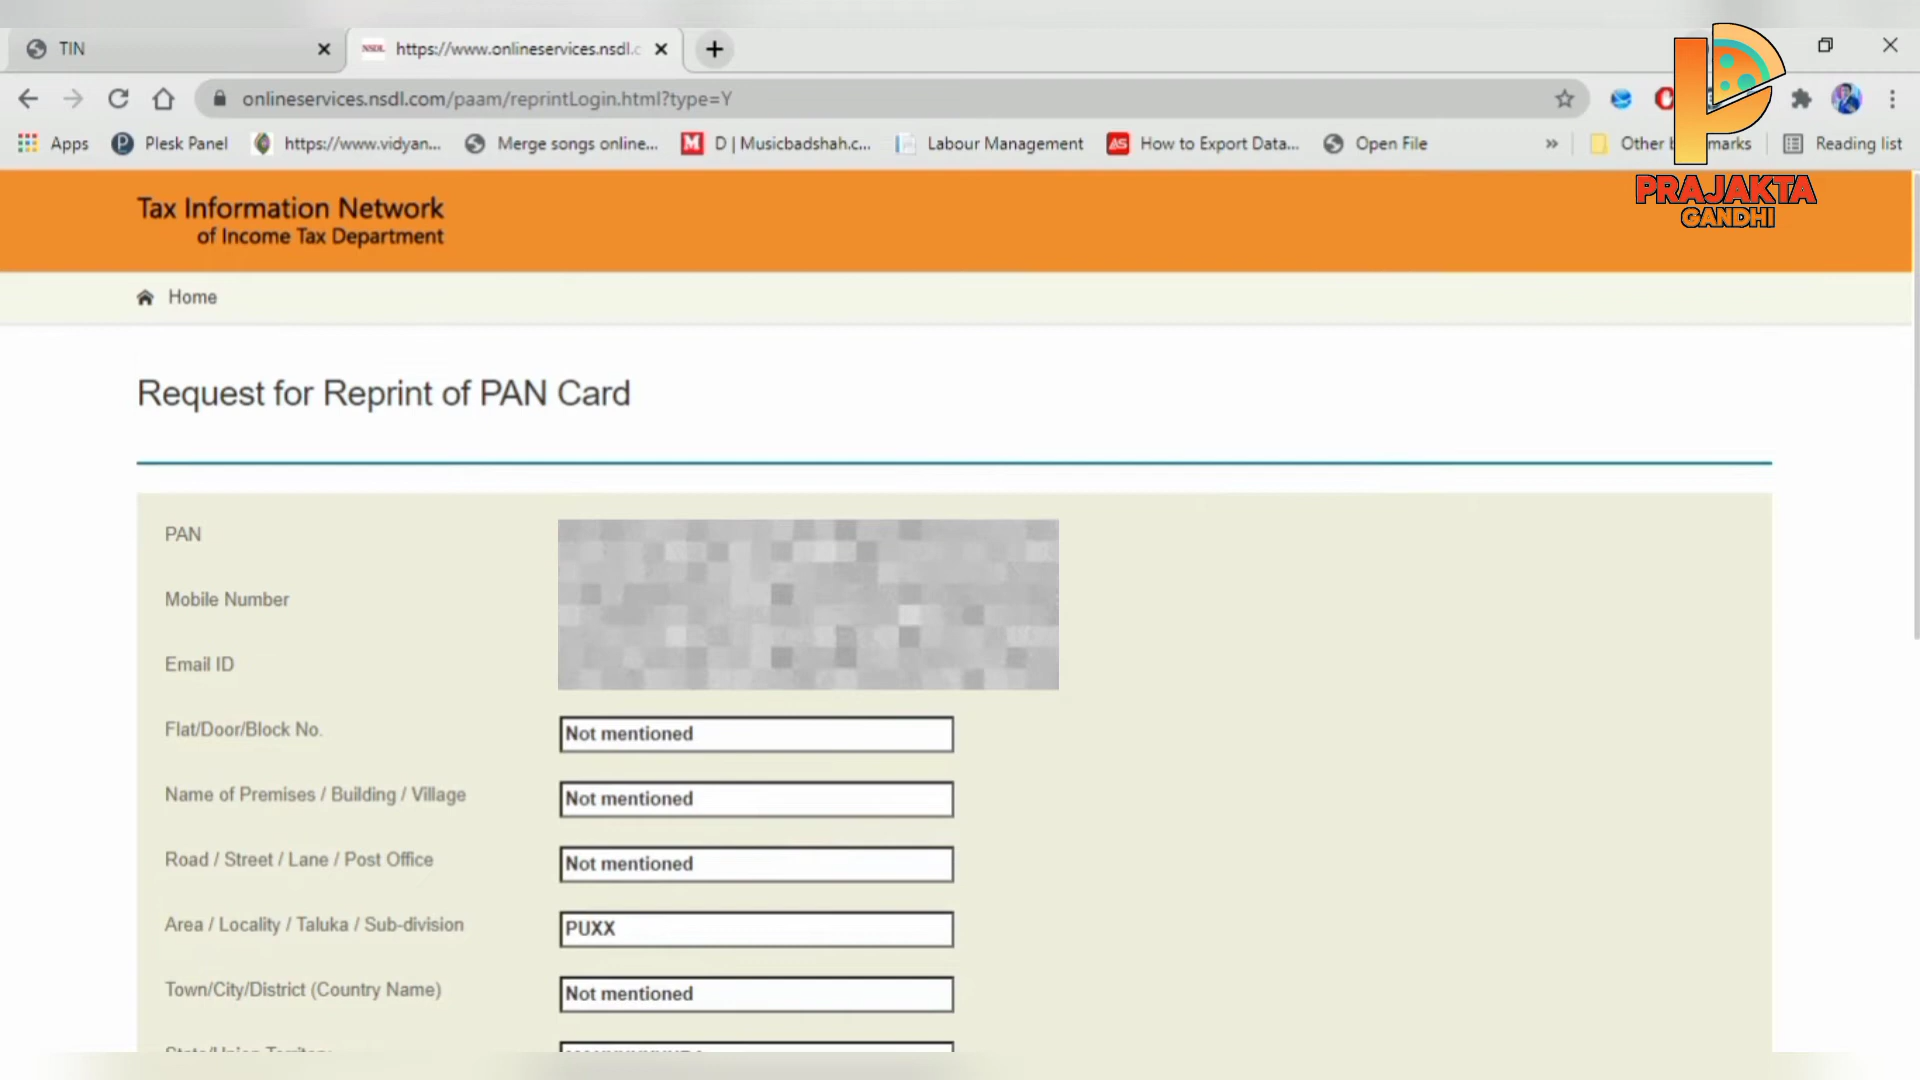 TIN
NSDL https://www.onlineservices.nsdl.c
onlineservices.nsdl.com/paam/reprintLogin.html?type=Y
Apps Plesk Panel https://www.vidyan... Merge songs online... D | Musicbadshah.c... Labour Management How to Export Data... Open File » Other b marks Reading list
PRAJAKTA
GANDHI
Tax Information Network
of Income Tax Department
Home
Request for Reprint of PAN Card
PAN
Mobile Number
Email ID
Flat/Door/Block No. Not mentioned
Name of Premises / Building / Village Not mentioned
Road / Street / Lane / Post Office Not mentioned
Area / Locality / Taluka / Sub-division PUXX
Town/City/District (Country Name) Not mentioned
State/Union Territory